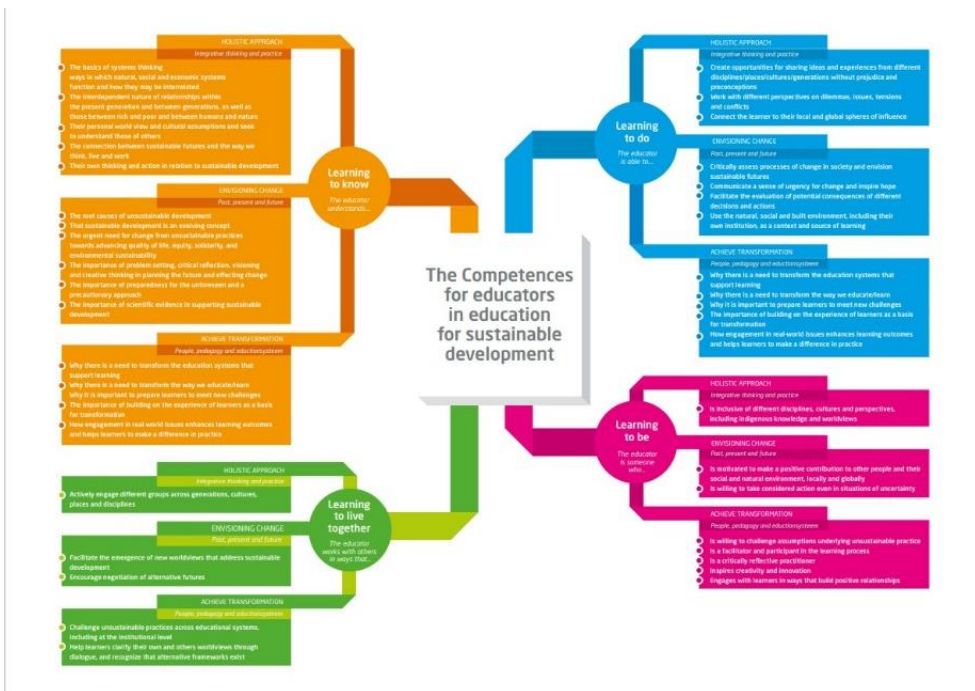 The Competences
for educators
in education
for sustainable
development
Learning
to know
The educator
understands...
HOLISTIC APPROACH
Integrative thinking and practice
The basics of systems thinking
ways in which natural, social and economic systems
function and how they may be interrelated
The interdependent nature of relationships within
the present generation and between generations, as well as
those between rich and poor and between humans and nature
Their personal world view and cultural assumptions and seek
to understand those of others
The connection between sustainable futures and the way we
think, live and work
Their own thinking and action in relation to sustainable development
ENVISIONING CHANGE
Past, present and future
The root causes of unsustainable development
That sustainable development is an evolving concept
The urgent need for change from unsustainable practices
towards advancing quality of life, equity, solidarity, and
environmental sustainability
The importance of problem setting, critical reflection, visioning
and creative thinking in planning the future and effecting change
The importance of preparedness for the unforeseen and a
precautionary approach
The importance of scientific evidence in supporting sustainable
development
ACHIEVE TRANSFORMATION
People, pedagogy and eductionsysteem
Why there is a need to transform the education systems that
support learning
Why there is a need to transform the way we educate/learn
Why it is important to prepare learners to meet new challenges
The importance of building on the experience of learners as a basis
for transformative
How engagement in real-world issues enhances learning outcomes
and helps learners to make a difference in practice
Learning
to live
together
The educator
works with others
in ways that...
HOLISTIC APPROACH
Integrative thinking and practice
Actively engage different groups across generations, cultures,
places and disciplines
ENVISIONING CHANGE
Past, present and future
Facilitate the emergence of new worldviews that address sustainable
development
Encourage negotiation of alternative futures
ACHIEVE TRANSFORMATION
People, pedagogy and eductionsysteem
Challenge unsustainable practices across educational systems,
including at the institutional level
Help learners clarify their own and others worldviews through
dialogue, and recognize that alternative frameworks exist
Learning
to do
The educator
is able to...
HOLISTIC APPROACH
Integrative thinking and practice
Create opportunities for sharing ideas and experiences from different
disciplines/places/cultures/generations without prejudice and
preconceptions
Work with different perspectives on dilemmas, issues, tensions
and conflicts
Connect the learner to their local and global spheres of influence
ENVISIONING CHANGE
Past, present and future
Critically assess processes of change in society and envision
sustainable futures
Communicate a sense of urgency for change and inspire hope
Facilitate the evaluation of potential consequences of different
decisions and actions
Use the natural, social and built environment, including their
own institution, as a context and source of learning
ACHIEVE TRANSFORMATION
People, pedagogy and eductionsysteem
Why there is a need to transform the education systems that
support learning
Why there is a need to transform the way we educate/learn
Why it is important to prepare learners to meet new challenges
The importance of building on the experience of learners as a basis
for transformation
How engagement in real-world issues enhances learning outcomes
and helps learners to make a difference in practice
Learning
to be
The educator
is someone
who...
HOLISTIC APPROACH
Integrative thinking and practice
Is inclusive of different disciplines, cultures and perspectives,
including indigenous knowledge and worldviews
ENVISIONING CHANGE
Past, present and future
Is motivated to make a positive contribution to other people and their
social and natural environment, locally and globally
Is willing to take considered action even in situations of uncertainty
ACHIEVE TRANSFORMATION
People, pedagogy and eductionsysteem
Is willing to challenge assumptions underlying unsustainable practice
Is a facilitator and participant in the learning process
Is a critically reflective practitioner
Inspires creativity and innovation
Engages with learners in ways that build positive relationships